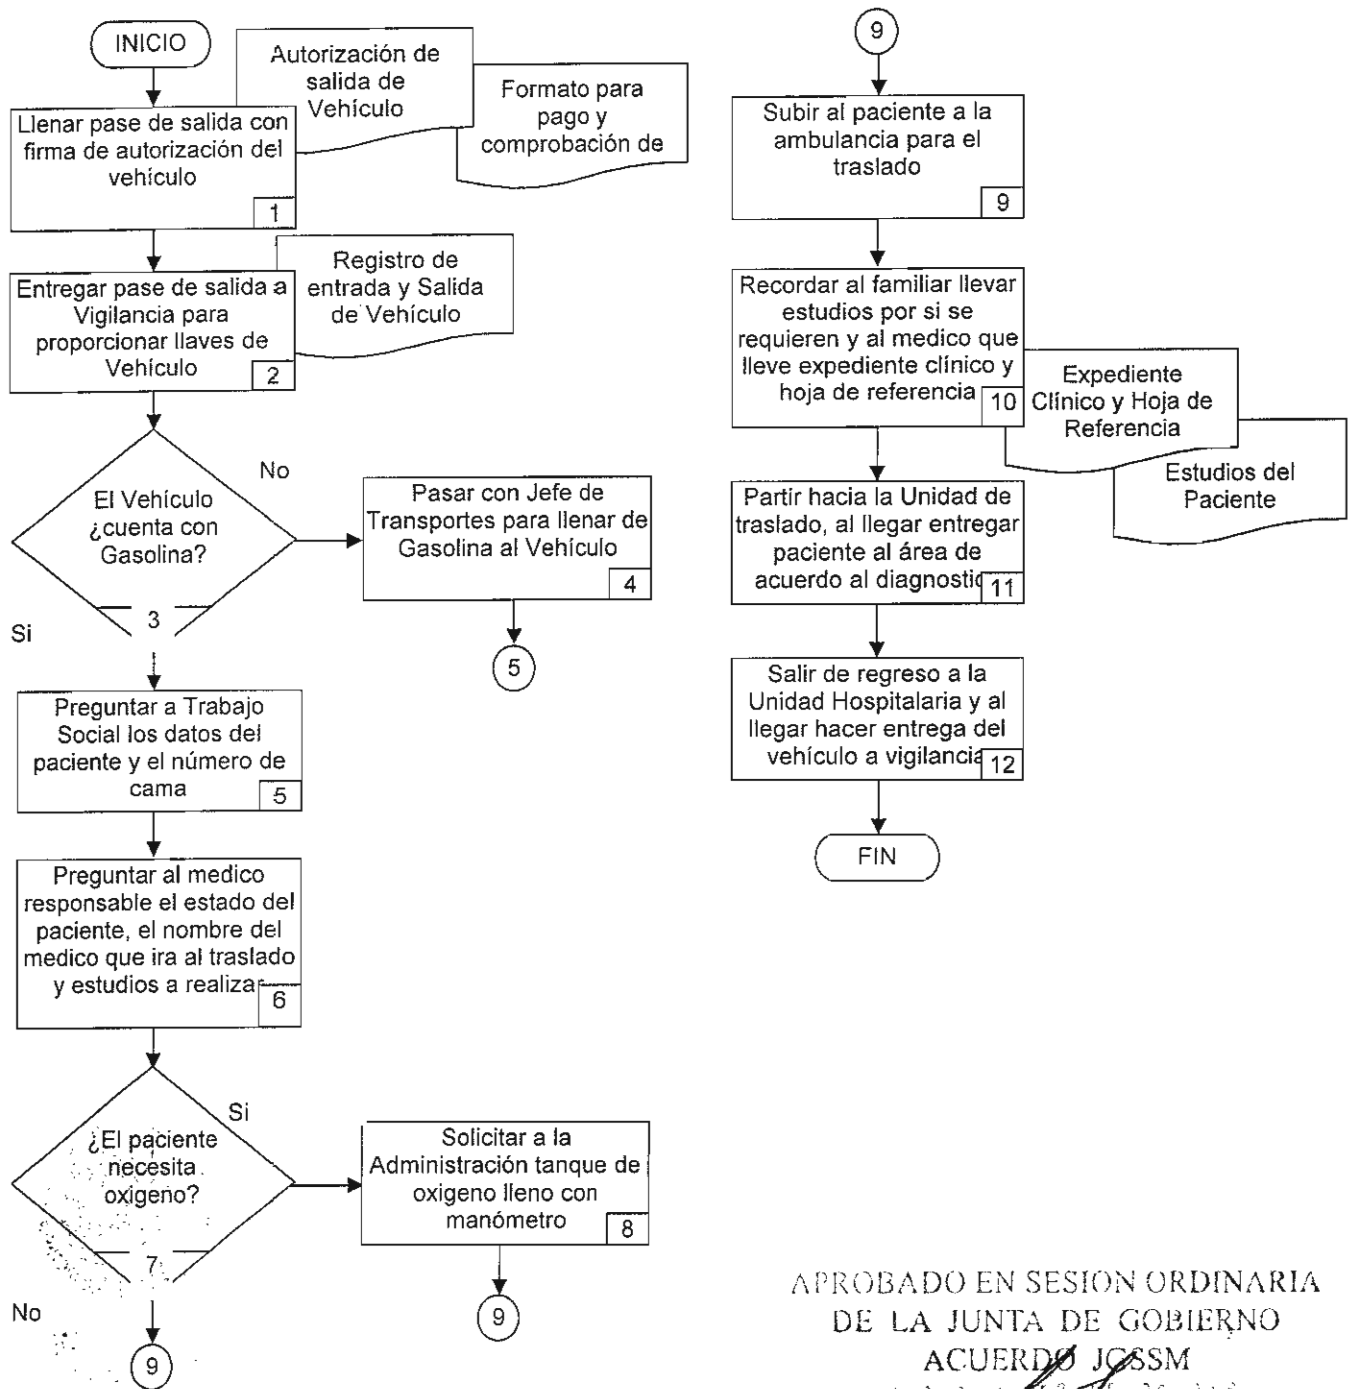 INICIO
Autorización de
salida de
Vehículo
Formato para
pago y
comprobación de
Llenar pase de salida con
firma de autorización del
vehículo
1
Registro de
entrada y Salida
de Vehículo
Entregar pase de salida a
Vigilancia para
proporcionar llaves de
Vehículo
2
El Vehículo
¿cuenta con
Gasolina?
3
No
Si
Pasar con Jefe de
Transportes para llenar de
Gasolina al Vehículo
4
5
Preguntar a Trabajo
Social los datos del
paciente y el número de
cama
5
Preguntar al medico
responsable el estado del
paciente, el nombre del
medico que ira al traslado
y estudios a realizar
6
¿El paciente
necesita
oxigeno?
7
Si
No
Solicitar a la
Administración tanque de
oxigeno lleno con
manómetro
8
9
9
9
Subir al paciente a la
ambulancia para el
traslado
9
Recordar al familiar llevar
estudios por si se
requieren y al medico que
lleve expediente clínico y
hoja de referencia
10
Expediente
Clínico y Hoja de
Referencia
Estudios del
Paciente
Partir hacia la Unidad de
traslado, al llegar entregar
paciente al área de
acuerdo al diagnostico
11
Salir de regreso a la
Unidad Hospitalaria y al
llegar hacer entrega del
vehículo a vigilancia
12
FIN
APROBADO EN SESION ORDINARIA
DE LA JUNTA DE GOBIERNO
ACUERDO JGSSM